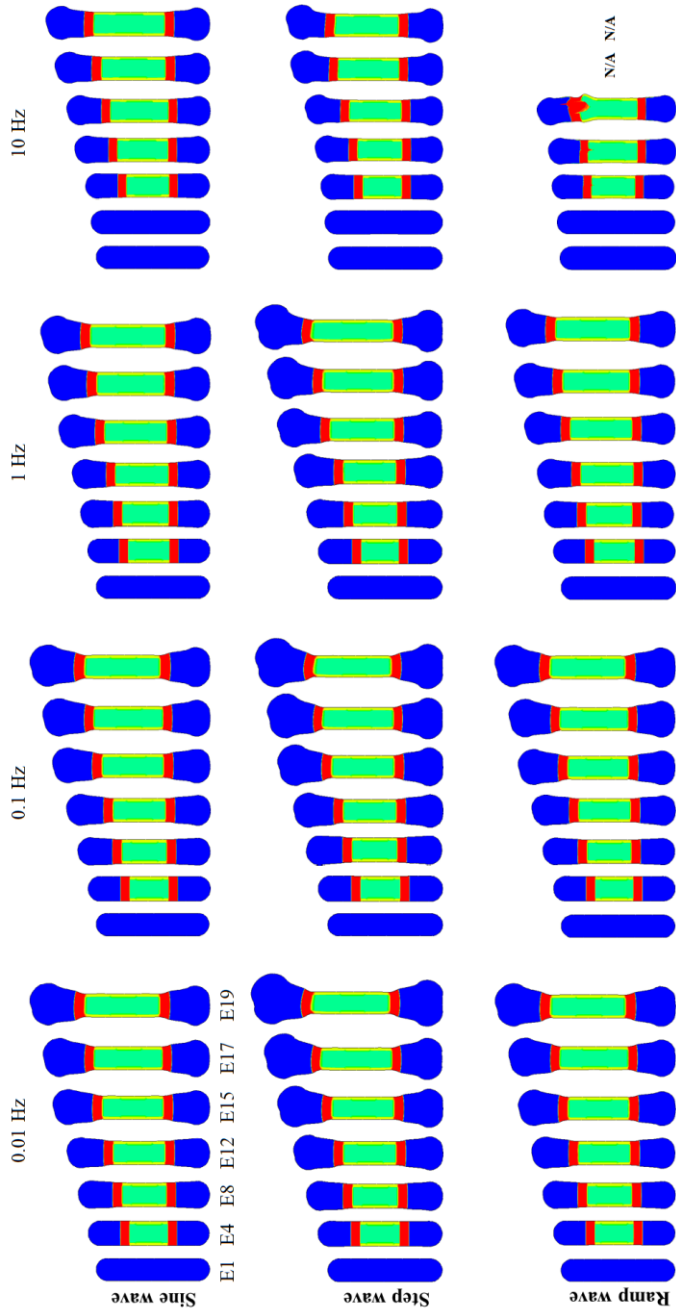 0.01 Hz 0.1 Hz 1 Hz 10 Hz
Sine wave
E1 E4 E8 E12 E15 E17 E19
Step wave
Ramp wave
N/A N/A